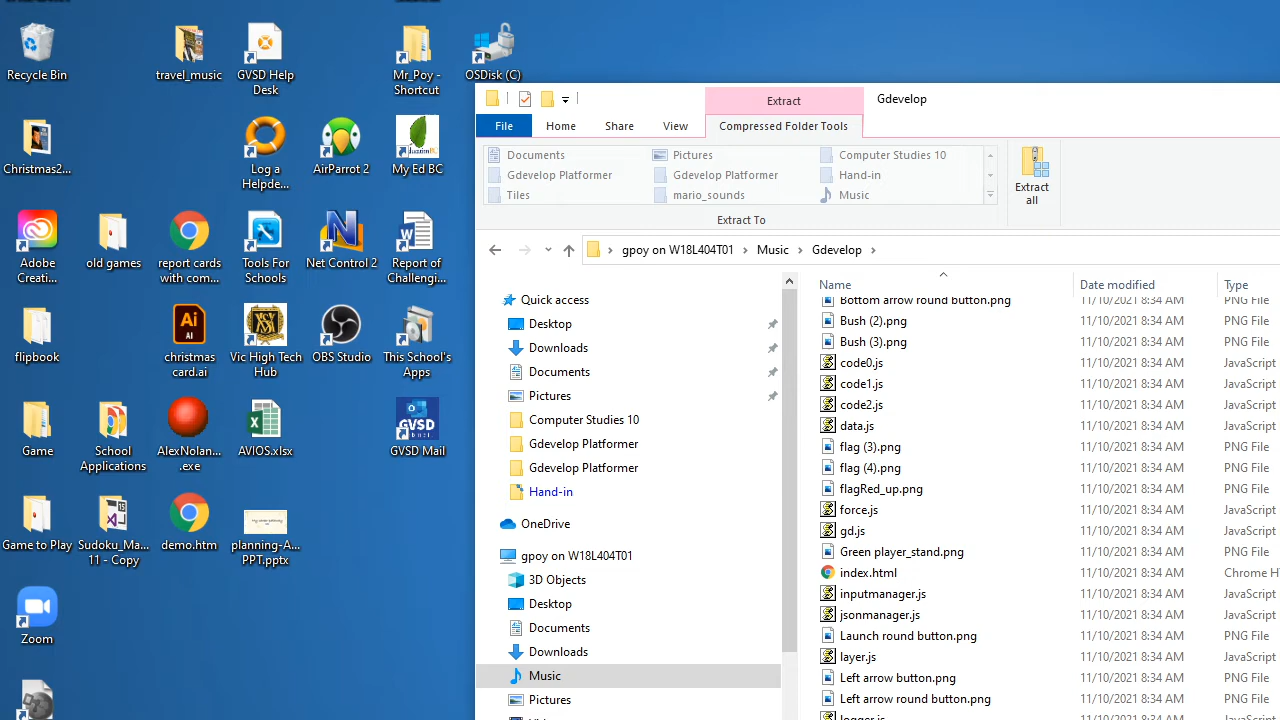 Recycle Bin
travel_music
GVSD Help
Desk
Mr_Poy -
Shortcut
OSDisk (C)
Christmas2...
Log a
Helpde...
AirParrot 2
My Ed BC
Adobe
Creati...
old games
report cards
with com...
Tools For
Schools
Net Control 2
Report of
Challengi...
flipbook
Ai
christmas
card.ai
Vic High Tech
Hub
OBS Studio
This School's
Apps
Game
School
Applications
AlexNolan...
.exe
AVIOS.xlsx
GVSD
GVSD Mail
Game to Play
Sudoku_Ma...
11 - Copy
demo.htm
planning-A...
PPT.pptx
Zoom
Extract
Gdevelop
File
Home
Share
View
Compressed Folder Tools
Documents
Pictures
Computer Studies 10
Gdevelop Platformer
Gdevelop Platformer
Hand-in
Tiles
mario_sounds
Music
Extract To
Extract
all
gpoy on W18L404T01
Music
Gdevelop
Quick access
Desktop
Downloads
Documents
Pictures
Computer Studies 10
Gdevelop Platformer
Gdevelop Platformer
Hand-in
OneDrive
gpoy on W18L404T01
3D Objects
Desktop
Documents
Downloads
Music
Pictures
Name
Date modified
Type
Bottom arrow round button.png 11/10/2021 8:34 AM PNG File
Bush (2).png 11/10/2021 8:34 AM PNG File
Bush (3).png 11/10/2021 8:34 AM PNG File
code0.js 11/10/2021 8:34 AM JavaScript
code1.js 11/10/2021 8:34 AM JavaScript
code2.js 11/10/2021 8:34 AM JavaScript
data.js 11/10/2021 8:34 AM JavaScript
flag (3).png 11/10/2021 8:34 AM PNG File
flag (4).png 11/10/2021 8:34 AM PNG File
flagRed_up.png 11/10/2021 8:34 AM PNG File
force.js 11/10/2021 8:34 AM JavaScript
gd.js 11/10/2021 8:34 AM JavaScript
Green player_stand.png 11/10/2021 8:34 AM PNG File
index.html 11/10/2021 8:34 AM Chrome H
inputmanager.js 11/10/2021 8:34 AM JavaScript
jsonmanager.js 11/10/2021 8:34 AM JavaScript
Launch round button.png 11/10/2021 8:34 AM PNG File
layer.js 11/10/2021 8:34 AM JavaScript
Left arrow button.png 11/10/2021 8:34 AM PNG File
Left arrow round button.png 11/10/2021 8:34 AM PNG File
logger.js 11/10/2021 8:34 AM JavaScript